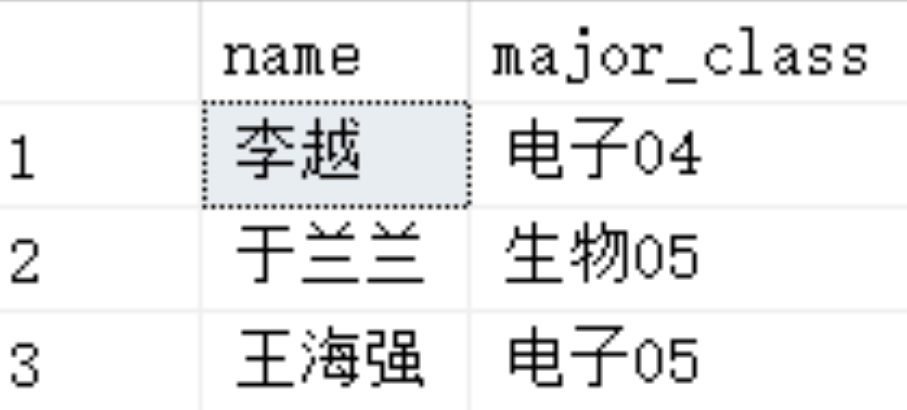 name major_class
1 李越 电子04
2 于兰兰 生物05
3 王海强 电子05